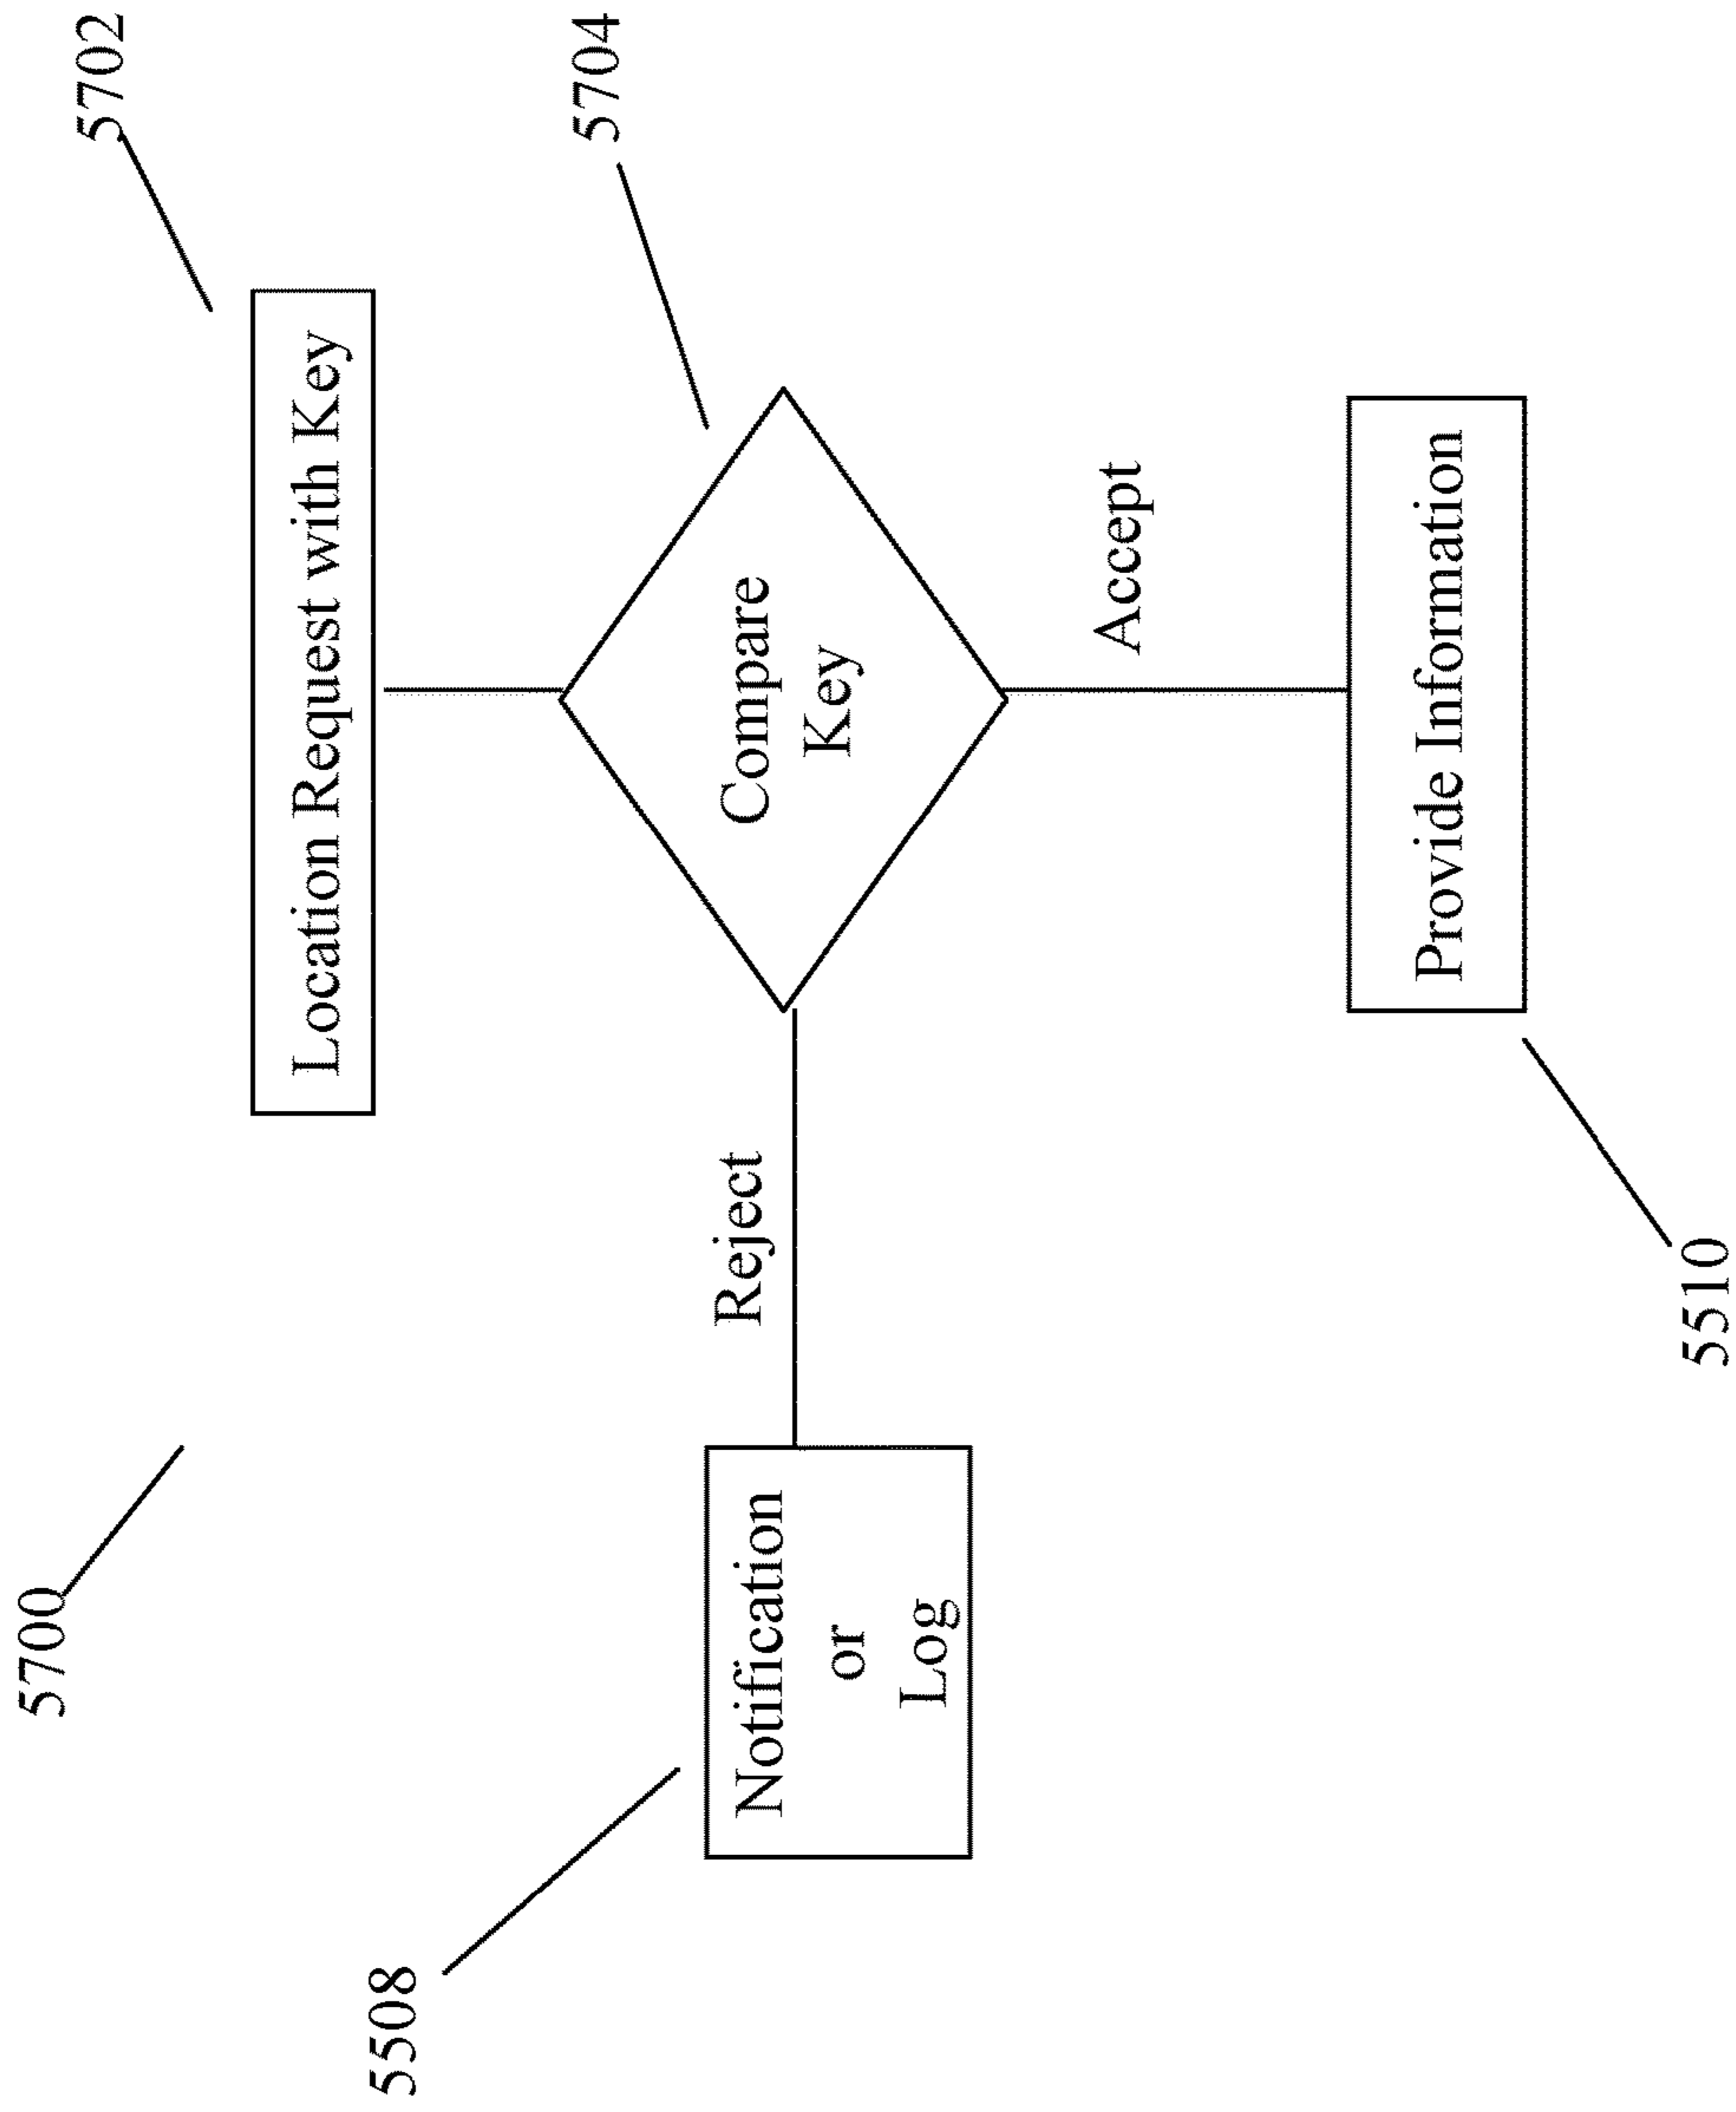 5700
5702
Location Request with Key
5704
Compare
Key
Reject
5508
Notification
or
Log
Accept
Provide Information
5510